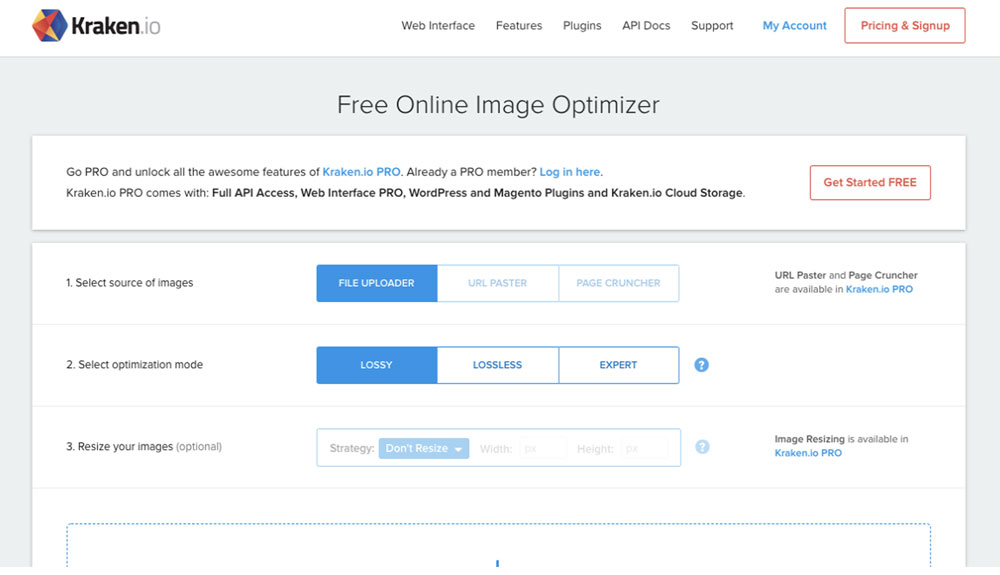 Kraken.io
Web Interface Features Plugins API Docs Support My Account Pricing & Signup
Free Online Image Optimizer
Go PRO and unlock all the awesome features of Kraken.io PRO. Already a PRO member? Log in here.
Kraken.io PRO comes with: Full API Access, Web Interface PRO, WordPress and Magento Plugins and Kraken.io Cloud Storage.
Get Started FREE
1. Select source of images
FILE UPLOADER URL PASTER PAGE CRUNCHER
URL Paster and Page Cruncher
are available in Kraken.io PRO
2. Select optimization mode
LOSSY LOSSLESS EXPERT ?
3. Resize your images (optional)
Strategy: Don't Resize Width: px Height: px ?
Image Resizing is available in
Kraken.io PRO